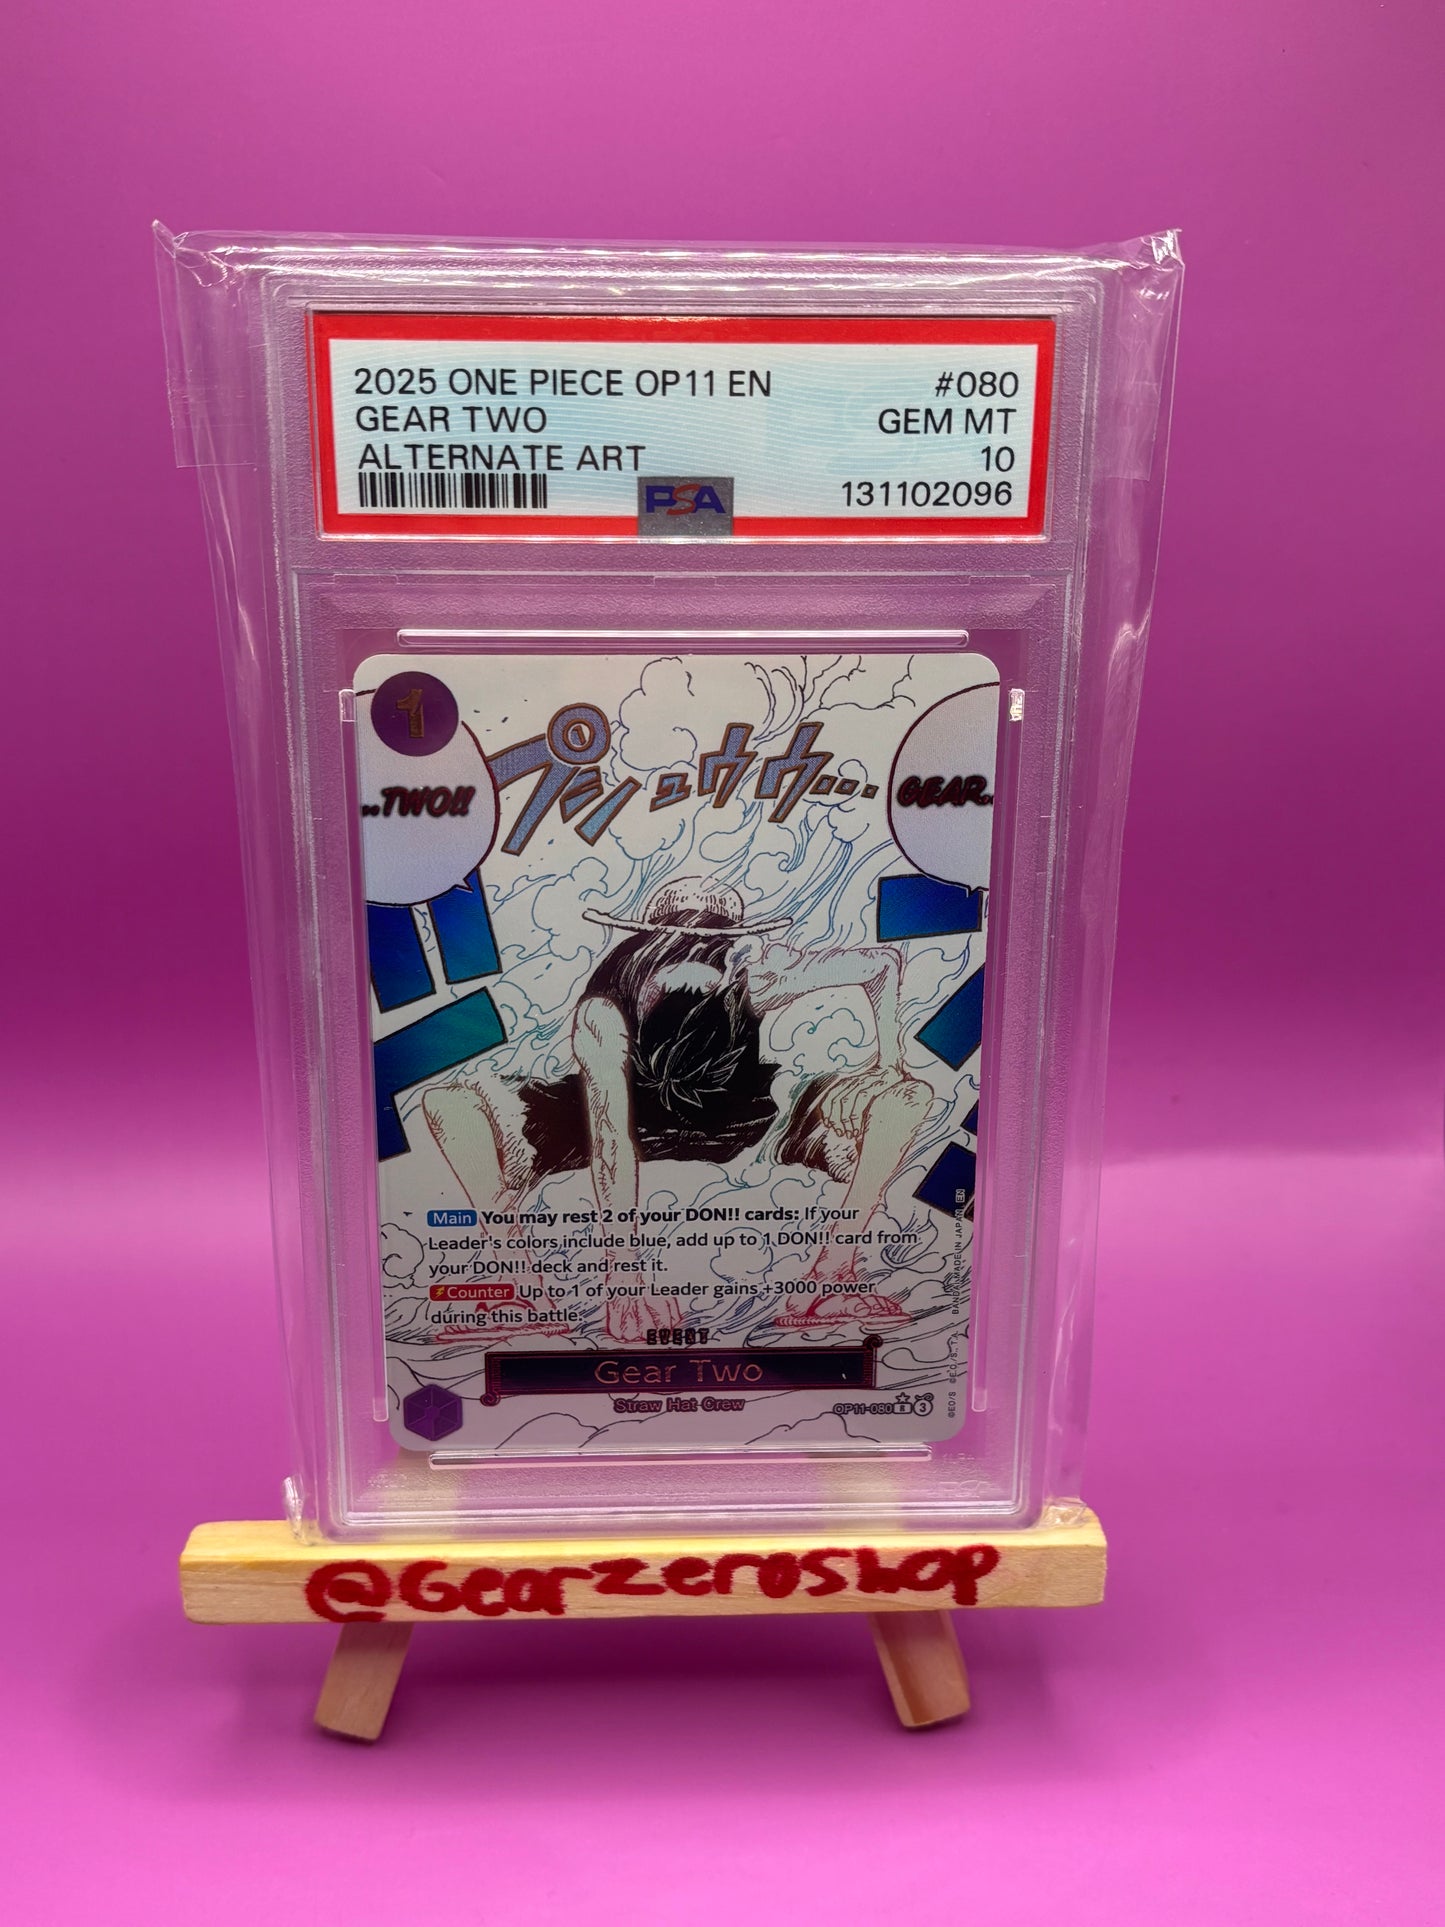 2025 ONE PIECE OP11 EN #080
GEAR TWO GEM MT
ALTERNATE ART 10
PSA 131102096
1
..TWO!!
プシュウウ...
GEAR..
Main You may rest 2 of your DON!! cards: If your
Leader's colors include blue, add up to 1 DON!! card from
your DON!! deck and rest it.
Counter Up to 1 of your Leader gains +3000 power
during this battle.
EVENT
Gear Two
Straw Hat Crew
OP11-080 R 3
©EO/S ©E.O./S., T.A. BANDAI MADE IN JAPAN EN
@Gearzeroshop